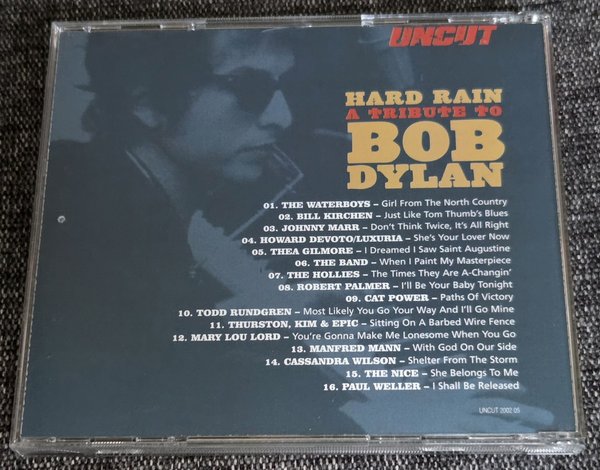 UNCUT
HARD RAIN
A TRIBUTE TO
BOB
DYLAN
01. THE WATERBOYS – Girl From The North Country
02. BILL KIRCHEN – Just Like Tom Thumb's Blues
03. JOHNNY MARR – Don't Think Twice, It's All Right
04. HOWARD DEVOTO/LUXURIA – She's Your Lover Now
05. THEA GILMORE – I Dreamed I Saw Saint Augustine
06. THE BAND – When I Paint My Masterpiece
07. THE HOLLIES – The Times They Are A-Changin'
08. ROBERT PALMER – I'll Be Your Baby Tonight
09. CAT POWER – Paths Of Victory
10. TODD RUNDGREN – Most Likely You Go Your Way And I'll Go Mine
11. THURSTON, KIM & EPIC – Sitting On A Barbed Wire Fence
12. MARY LOU LORD – You're Gonna Make Me Lonesome When You Go
13. MANFRED MANN – With God On Our Side
14. CASSANDRA WILSON – Shelter From The Storm
15. THE NICE – She Belongs To Me
16. PAUL WELLER – I Shall Be Released
UNCUT 2002 05